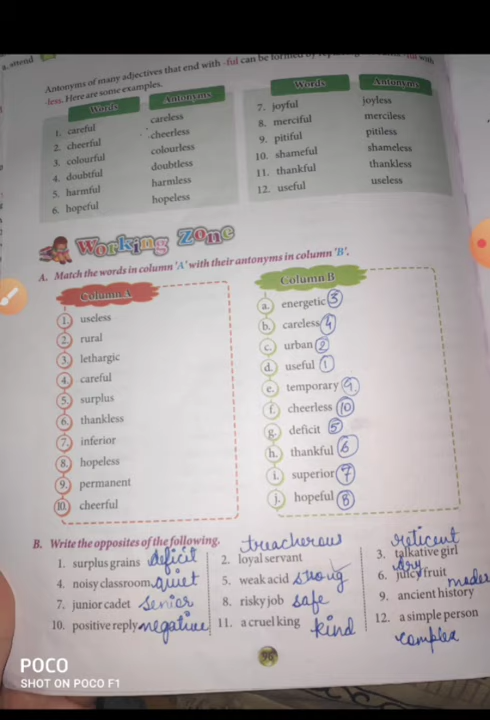 a. attend
Antonyms of many adjectives that end with -ful can be formed by
-less. Here are some examples.
Words Antonyms
1. careful careless
2. cheerful cheerless
3. colourful colourless
4. doubtful doubtless
5. harmful harmless
6. hopeful hopeless
Words Antonyms
7. joyful joyless
8. merciful merciless
9. pitiful pitiless
10. shameful shameless
11. thankful thankless
12. useful useless
Working Zone
A. Match the words in column 'A' with their antonyms in column 'B'.
Column A
1. useless
2. rural
3. lethargic
4. careful
5. surplus
6. thankless
7. inferior
8. hopeless
9. permanent
10. cheerful
Column B
a. energetic 3
b. careless 4
c. urban 2
d. useful 1
e. temporary 9
f. cheerless 10
g. deficit 5
h. thankful 6
i. superior 7
j. hopeful 8
B. Write the opposites of the following.
treacherous reticent
1. surplus grains deficit 2. loyal servant 3. talkative girl
dry
4. noisy classroom quiet 5. weak acid strong 6. juicy fruit
7. junior cadet senior 8. risky job safe 9. ancient history
10. positive reply negative 11. a cruel king kind 12. a simple person
complex
POCO
SHOT ON POCO F1